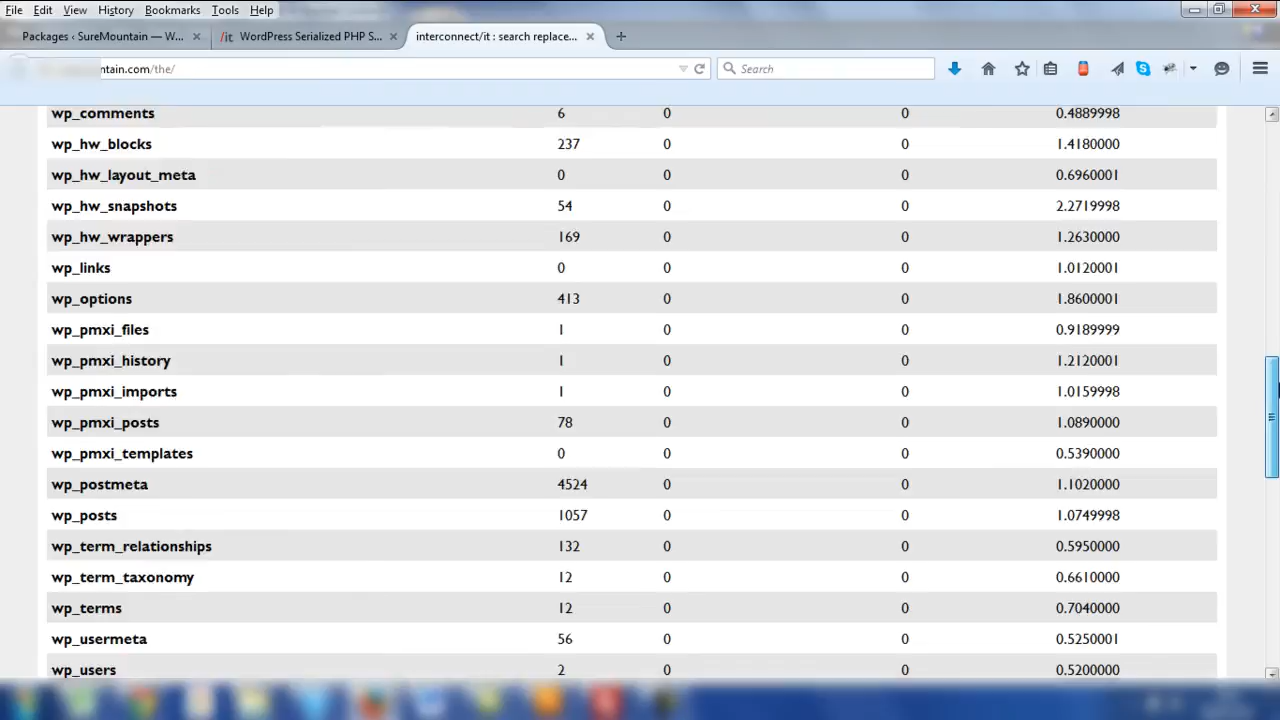 File Edit View History Bookmarks Tools Help
Packages ‹ SureMountain — W... × /it WordPress Serialized PHP S... × interconnect/it : search replace... × +
ntain.com/the/ Search
wp_comments 6 0 0 0.4889998
wp_hw_blocks 237 0 0 1.4180000
wp_hw_layout_meta 0 0 0 0.6960001
wp_hw_snapshots 54 0 0 2.2719998
wp_hw_wrappers 169 0 0 1.2630000
wp_links 0 0 0 1.0120001
wp_options 413 0 0 1.8600001
wp_pmxi_files 1 0 0 0.9189999
wp_pmxi_history 1 0 0 1.2120001
wp_pmxi_imports 1 0 0 1.0159998
wp_pmxi_posts 78 0 0 1.0890000
wp_pmxi_templates 0 0 0 0.5390000
wp_postmeta 4524 0 0 1.1020000
wp_posts 1057 0 0 1.0749998
wp_term_relationships 132 0 0 0.5950000
wp_term_taxonomy 12 0 0 0.6610000
wp_terms 12 0 0 0.7040000
wp_usermeta 56 0 0 0.5250001
wp_users 2 0 0 0.5200000